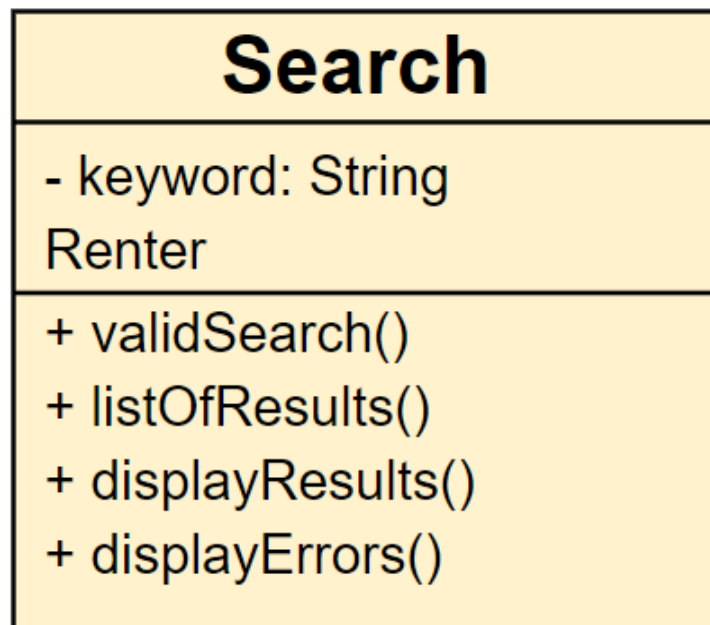 Search
- keyword: String
Renter
+ validSearch()
+ listOfResults()
+ displayResults()
+ displayErrors()